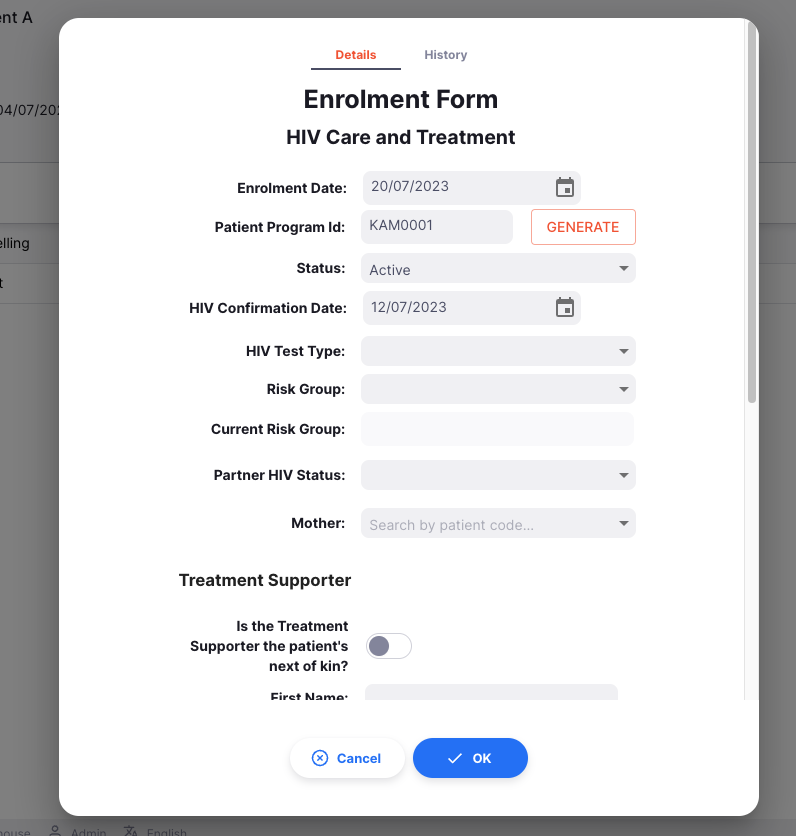 ent A
Details History
Enrolment Form
HIV Care and Treatment
04/07/202
Enrolment Date: 20/07/2023
Patient Program Id: KAM0001 GENERATE
elling
Status: Active
t
HIV Confirmation Date: 12/07/2023
HIV Test Type:
Risk Group:
Current Risk Group:
Partner HIV Status:
Mother: Search by patient code...
Treatment Supporter
Is the Treatment
Supporter the patient's
next of kin?
First Name:
Cancel OK
house Admin English